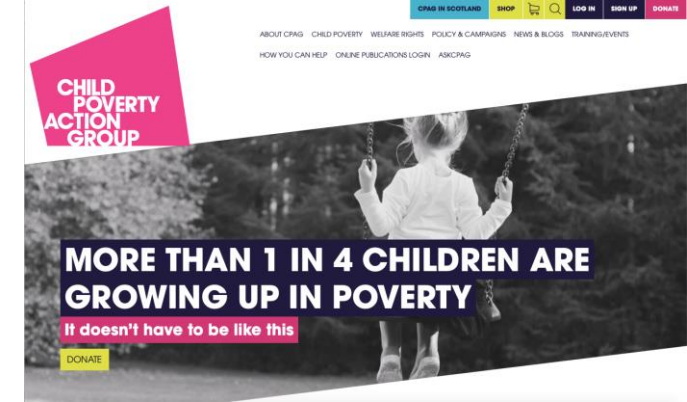 CPAG IN SCOTLAND SHOP LOG IN SIGN UP DONATE
ABOUT CPAG CHILD POVERTY WELFARE RIGHTS POLICY & CAMPAIGNS NEWS & BLOGS TRAINING/EVENTS
HOW YOU CAN HELP ONLINE PUBLICATIONS LOGIN ASKCPAG
CHILD
POVERTY
ACTION
GROUP
MORE THAN 1 IN 4 CHILDREN ARE
GROWING UP IN POVERTY
It doesn't have to be like this
DONATE